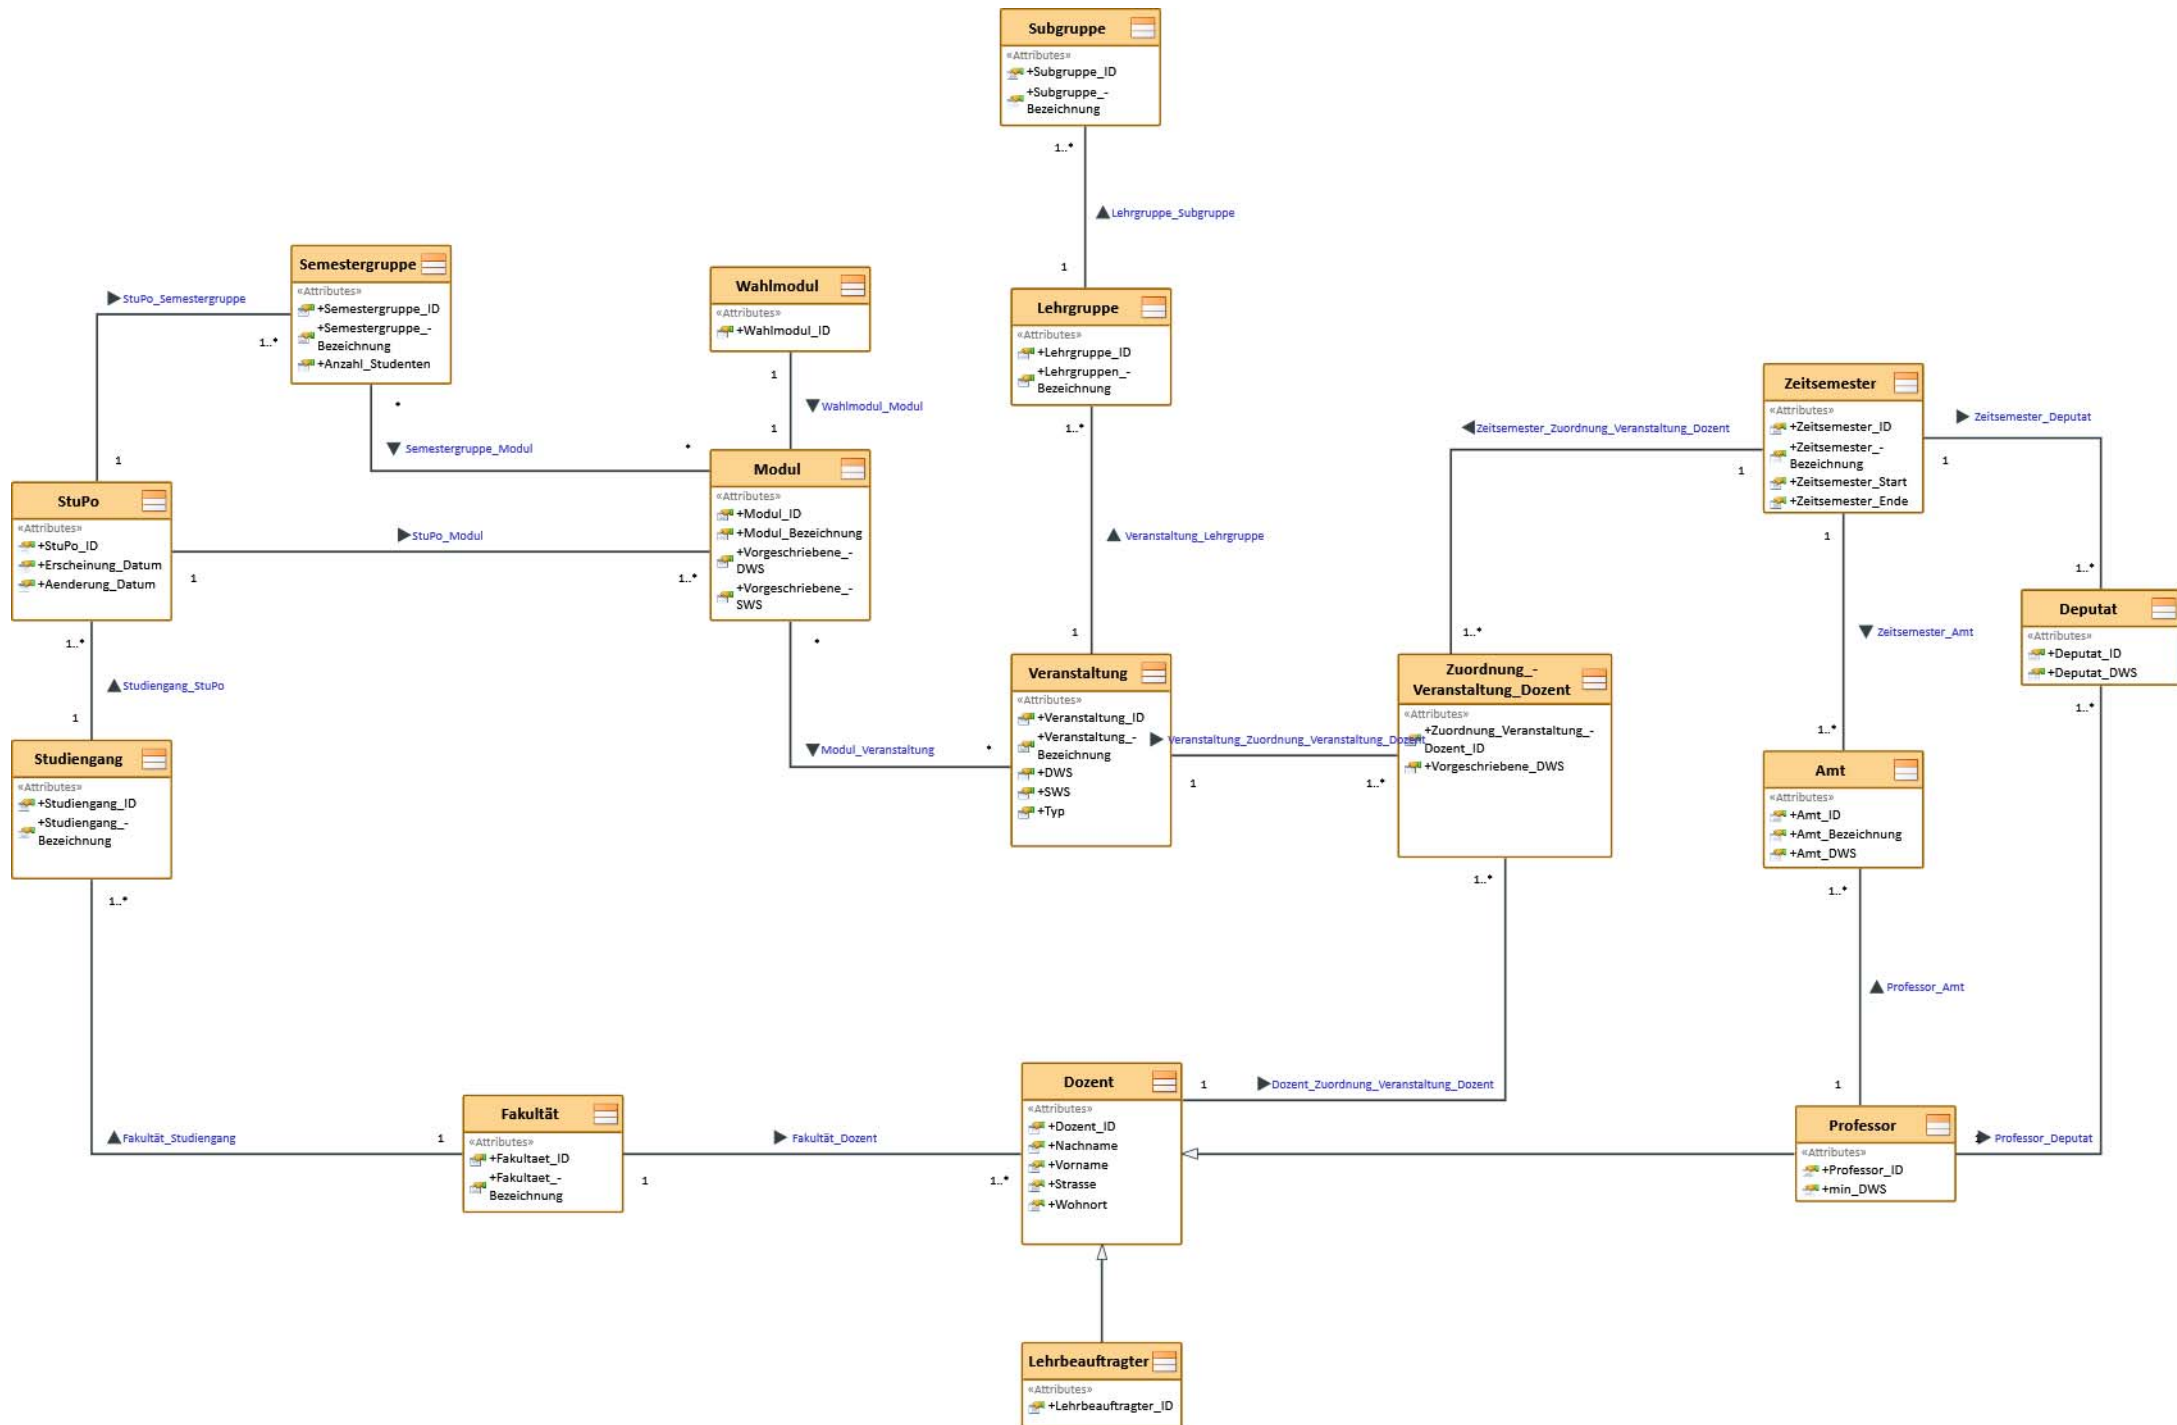 Subgruppe
«Attributes»
+Subgruppe_ID
+Subgruppe_-
Bezeichnung
1..*
Lehrgruppe_Subgruppe
1
Semestergruppe
«Attributes»
+Semestergruppe_ID
+Semestergruppe_-
Bezeichnung
+Anzahl_Studenten
StuPo_Semestergruppe
1..*
1
*
Semestergruppe_Modul
*
Wahlmodul
«Attributes»
+Wahlmodul_ID
1
Wahlmodul_Modul
1
Lehrgruppe
«Attributes»
+Lehrgruppe_ID
+Lehrgruppen_-
Bezeichnung
1..*
Veranstaltung_Lehrgruppe
1
Zeitsemester
«Attributes»
+Zeitsemester_ID
+Zeitsemester_-
Bezeichnung
+Zeitsemester_Start
+Zeitsemester_Ende
Zeitsemester_Zuordnung_Veranstaltung_Dozent
1
1..*
Zeitsemester_Deputat
1
1..*
1
Zeitsemester_Amt
1..*
StuPo
«Attributes»
+StuPo_ID
+Erscheinung_Datum
+Aenderung_Datum
StuPo_Modul
1
1..*
Modul
«Attributes»
+Modul_ID
+Modul_Bezeichnung
+Vorgeschriebene_-
DWS
+Vorgeschriebene_-
SWS
*
Modul_Veranstaltung
*
Deputat
«Attributes»
+Deputat_ID
+Deputat_DWS
1..*
1..*
Studiengang_StuPo
1
Studiengang
«Attributes»
+Studiengang_ID
+Studiengang_-
Bezeichnung
1..*
Veranstaltung
«Attributes»
+Veranstaltung_ID
+Veranstaltung_-
Bezeichnung
+DWS
+SWS
+Typ
Veranstaltung_Zuordnung_Veranstaltung_Dozent
1
1..*
Zuordnung_-
Veranstaltung_Dozent
«Attributes»
+Zuordnung_Veranstaltung_-
Dozent_ID
+Vorgeschriebene_DWS
1..*
Amt
«Attributes»
+Amt_ID
+Amt_Bezeichnung
+Amt_DWS
1..*
Professor_Amt
1
Fakultät_Studiengang
1
Fakultät
«Attributes»
+Fakultaet_ID
+Fakultaet_-
Bezeichnung
Fakultät_Dozent
1
1..*
Dozent
«Attributes»
+Dozent_ID
+Nachname
+Vorname
+Strasse
+Wohnort
1
Dozent_Zuordnung_Veranstaltung_Dozent
Professor
«Attributes»
+Professor_ID
+min_DWS
1
Professor_Deputat
Lehrbeauftragter
«Attributes»
+Lehrbeauftragter_ID